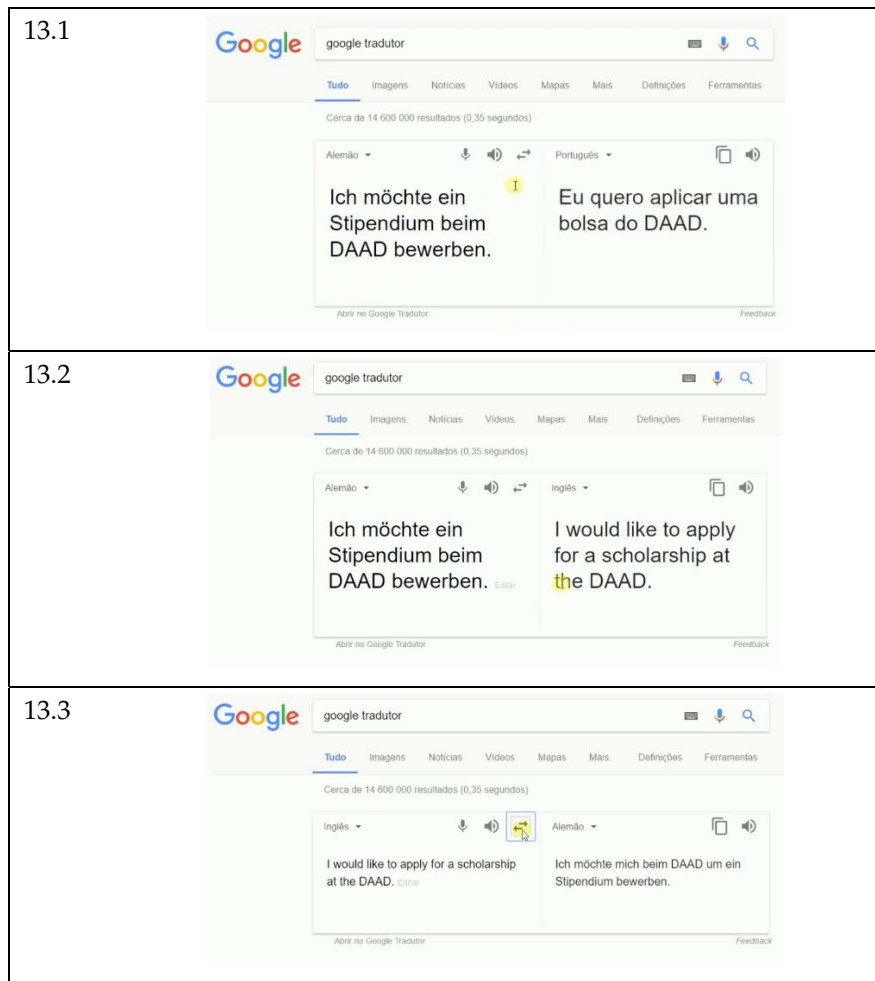 13.1
Google
google tradutor
Tudo Imagens Notícias Vídeos Mapas Mais Definições Ferramentas
Cerca de 14 600 000 resultados (0,35 segundos)
Alemão Português
Ich möchte ein
Stipendium beim
DAAD bewerben.
Eu quero aplicar uma
bolsa do DAAD.
Abrir no Google Tradutor Feedback
13.2
Google
google tradutor
Tudo Imagens Notícias Vídeos Mapas Mais Definições Ferramentas
Cerca de 14 600 000 resultados (0,35 segundos)
Alemão Inglês
Ich möchte ein
Stipendium beim
DAAD bewerben. Editar
I would like to apply
for a scholarship at
the DAAD.
Abrir no Google Tradutor Feedback
13.3
Google
google tradutor
Tudo Imagens Notícias Vídeos Mapas Mais Definições Ferramentas
Cerca de 14 600 000 resultados (0,35 segundos)
Inglês Alemão
I would like to apply for a scholarship
at the DAAD. Editar
Ich möchte mich beim DAAD um ein
Stipendium bewerben.
Abrir no Google Tradutor Feedback